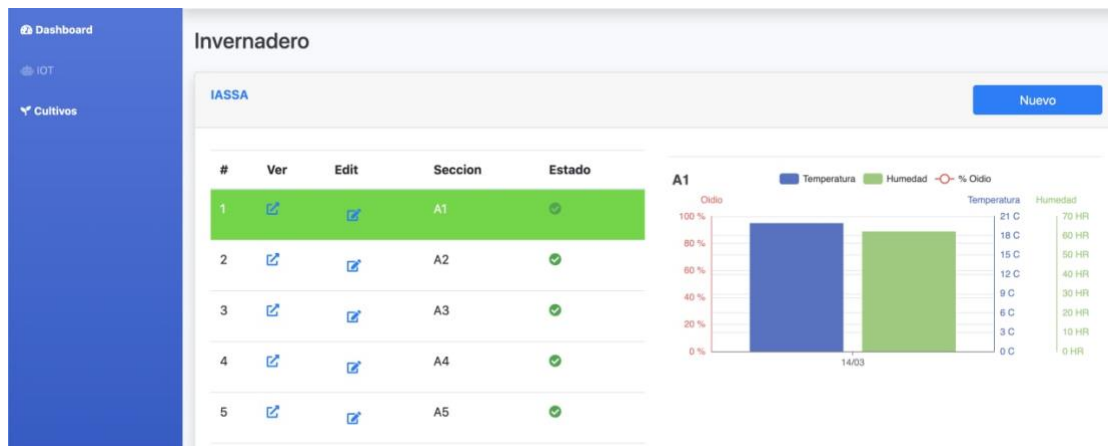 Dashboard
IOT
Cultivos
Invernadero
IASSA
Nuevo
# Ver Edit Seccion Estado
1 A1
2 A2
3 A3
4 A4
5 A5
A1
Temperatura Humedad % Oidio
Oidio Temperatura Humedad
100 % 21 C 70 HR
80 % 18 C 60 HR
15 C 50 HR
60 % 12 C 40 HR
40 % 9 C 30 HR
6 C 20 HR
20 % 3 C 10 HR
0 % 0 C 0 HR
14/03